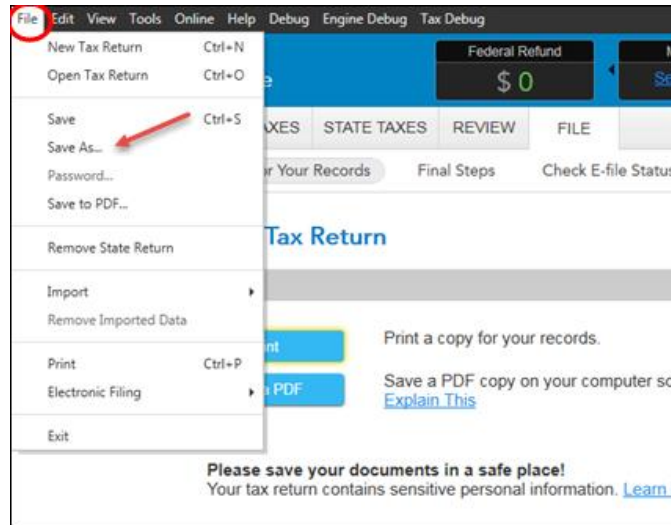 File Edit View Tools Online Help Debug Engine Debug Tax Debug
New Tax Return Ctrl+N
Open Tax Return Ctrl+O
Save Ctrl+S
Save As...
Password...
Save to PDF...
Remove State Return
Import
Remove Imported Data
Print Ctrl+P
Electronic Filing
Exit
Federal Refund
$ 0
STATE TAXES REVIEW FILE
Your Records Final Steps Check E-file Status
Tax Return
Print a copy for your records.
PDF
Save a PDF copy on your computer
Explain This
Please save your documents in a safe place!
Your tax return contains sensitive personal information. Learn